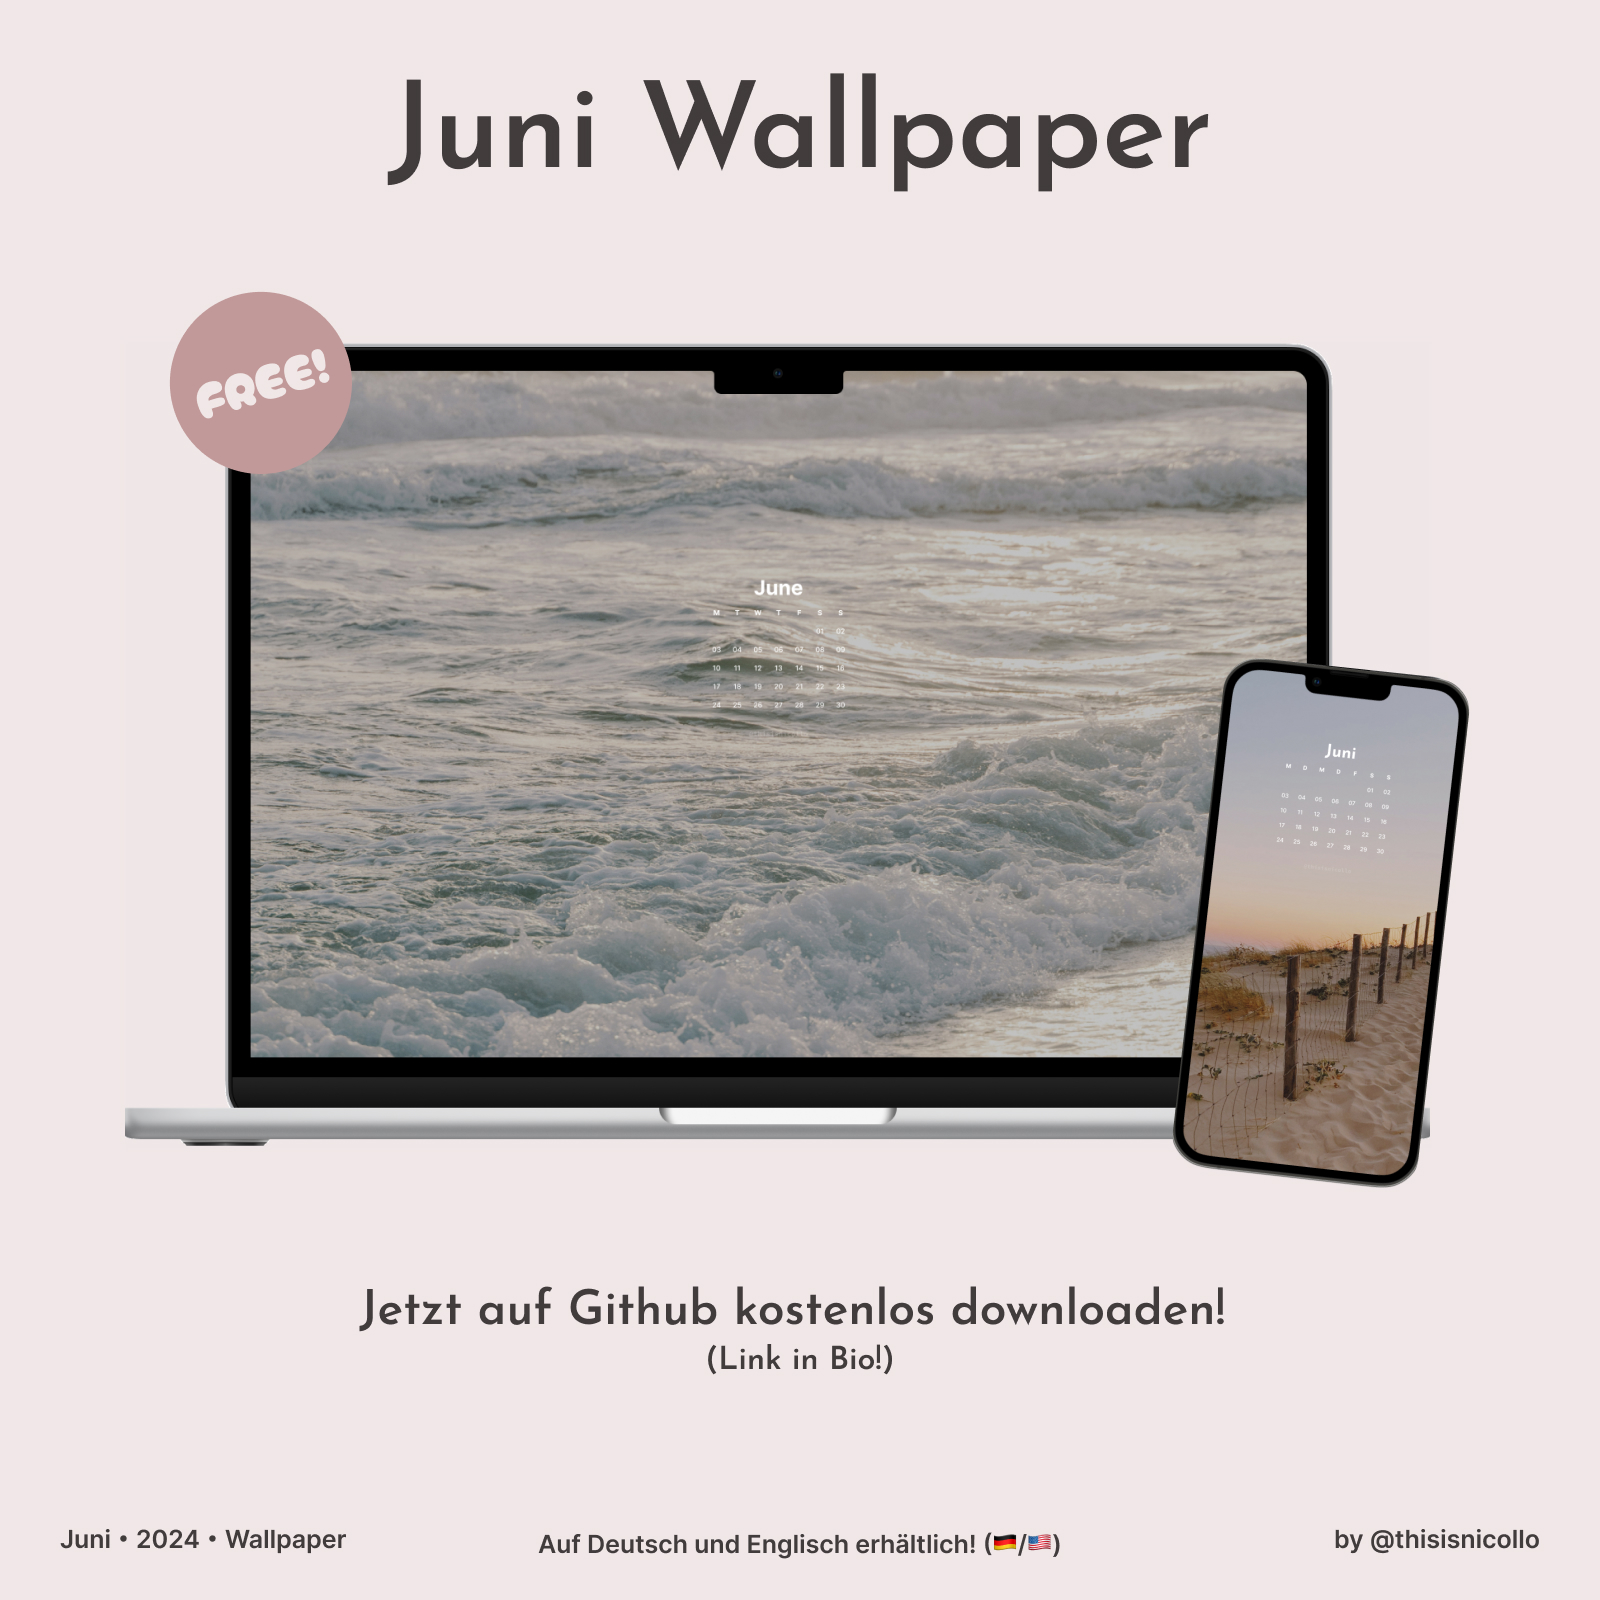 Juni Wallpaper
FREE!
June
M T W T F S S
01 02
03 04 05 06 07 08 09
10 11 12 13 14 15 16
17 18 19 20 21 22 23
24 25 26 27 28 29 30
Juni
M D M D F S S
01 02
03 04 05 06 07 08 09
10 11 12 13 14 15 16
17 18 19 20 21 22 23
24 25 26 27 28 29 30
Jetzt auf Github kostenlos downloaden!
(Link in Bio!)
Juni • 2024 • Wallpaper
Auf Deutsch und Englisch erhältlich! (🇩🇪/🇺🇸)
by @thisisnicollo